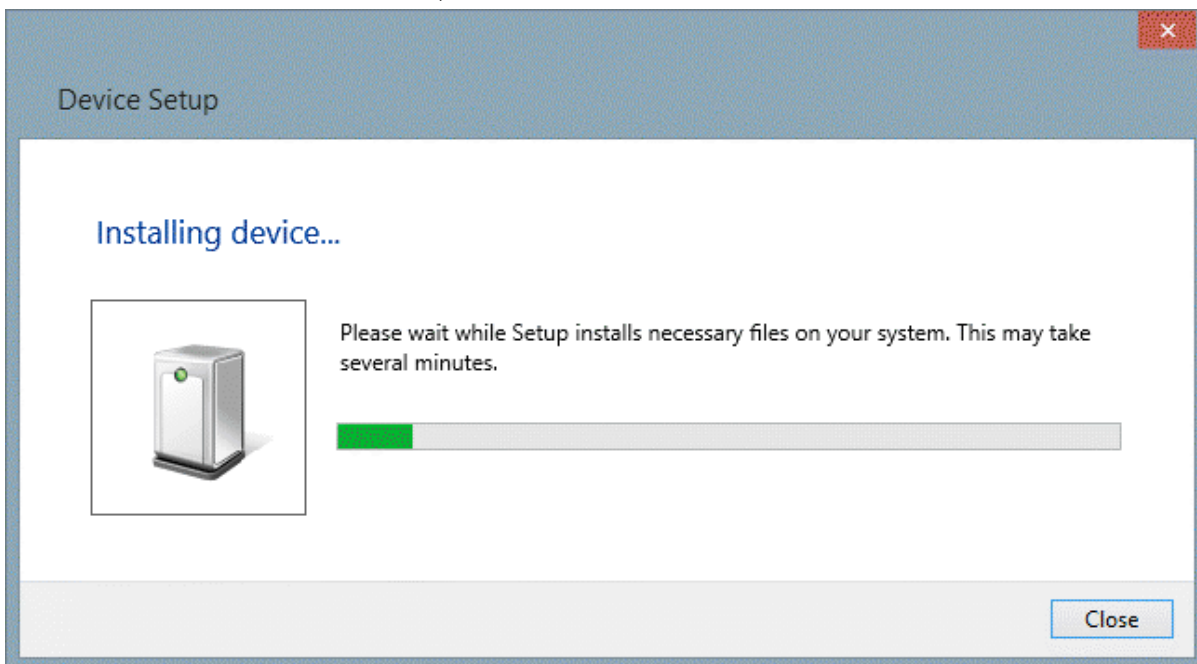 Device Setup
Installing device...
Please wait while Setup installs necessary files on your system. This may take
several minutes.
Close